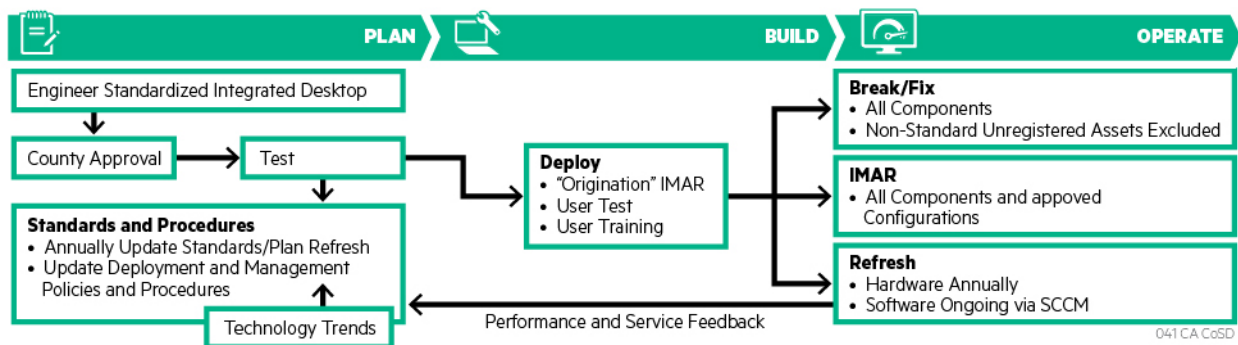 PLAN
BUILD
OPERATE
Engineer Standardized Integrated Desktop
County Approval
Test
Standards and Procedures
• Annually Update Standards/Plan Refresh
• Update Deployment and Management
Policies and Procedures
Technology Trends
Deploy
• “Origination” IMAR
• User Test
• User Training
Break/Fix
• All Components
• Non-Standard Unregistered Assets Excluded
IMAR
• All Components and appoved
Configurations
Refresh
• Hardware Annually
• Software Ongoing via SCCM
Performance and Service Feedback
041 CA CoSD